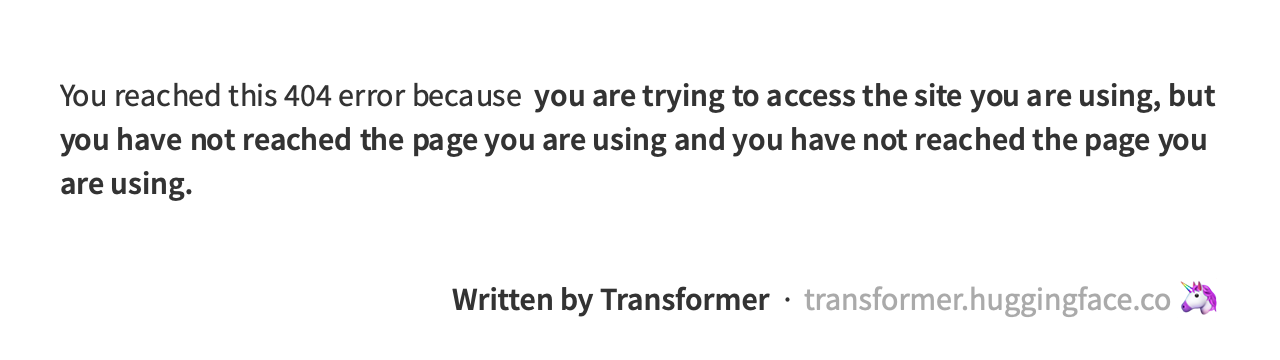 You reached this 404 error because you are trying to access the site you are using, but
you have not reached the page you are using and you have not reached the page you
are using.
Written by Transformer · transformer.huggingface.co 🦄